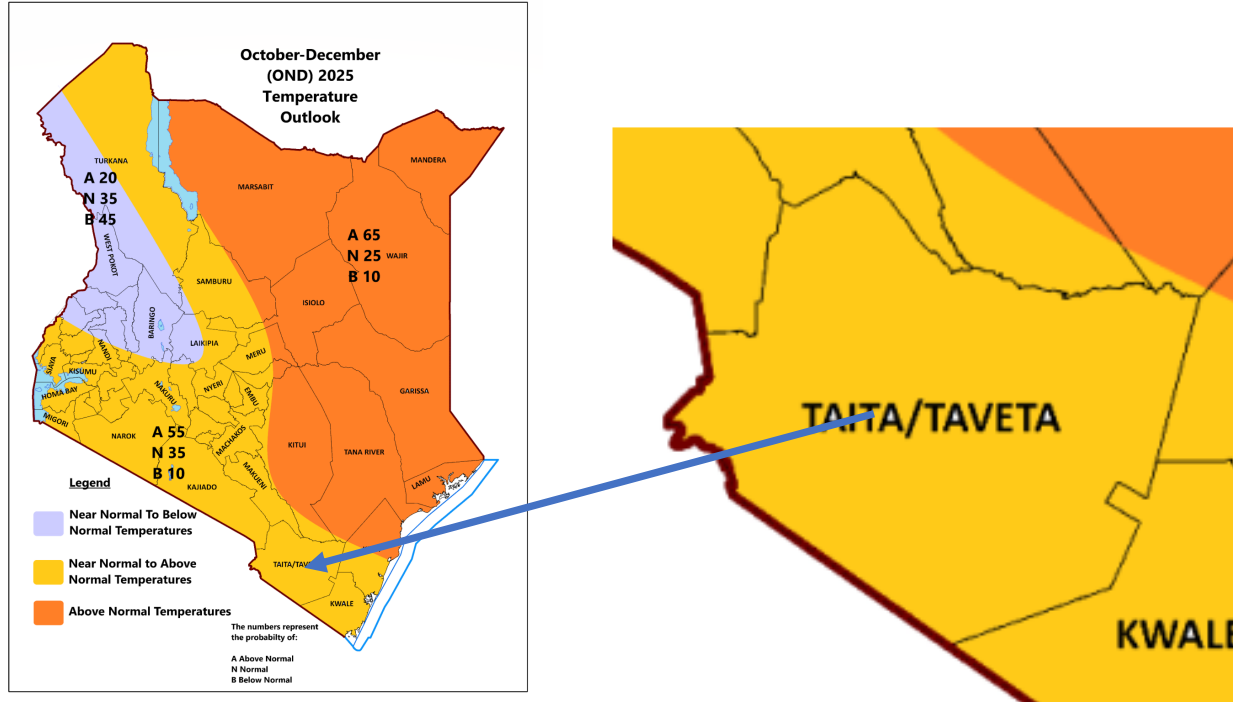 October-December
(OND) 2025
Temperature
Outlook
MANDERA
TURKANA
A 20
N 35
B 45
MARSABIT
WEST POKOT
A 65
N 25
B 10
WAJIR
SAMBURU
ISIOLO
BARINGO
LAIKIPIA
NANDI
MERU
SIAYA
KISUMU
HOMA BAY
NAKURU
NYERI
EMBU
GARISSA
MIGORI
NAROK
A 55
N 35
B 10
MACHAKOS
KITUI
TANA RIVER
MAKUENI
KAJIADO
LAMU
TAITA/TAV
KWALE
Legend
Near Normal To Below
Normal Temperatures
Near Normal to Above
Normal Temperatures
Above Normal Temperatures
The numbers represent
the probabilty of:
A Above Normal
N Normal
B Below Normal
TAITA/TAVETA
KWALE